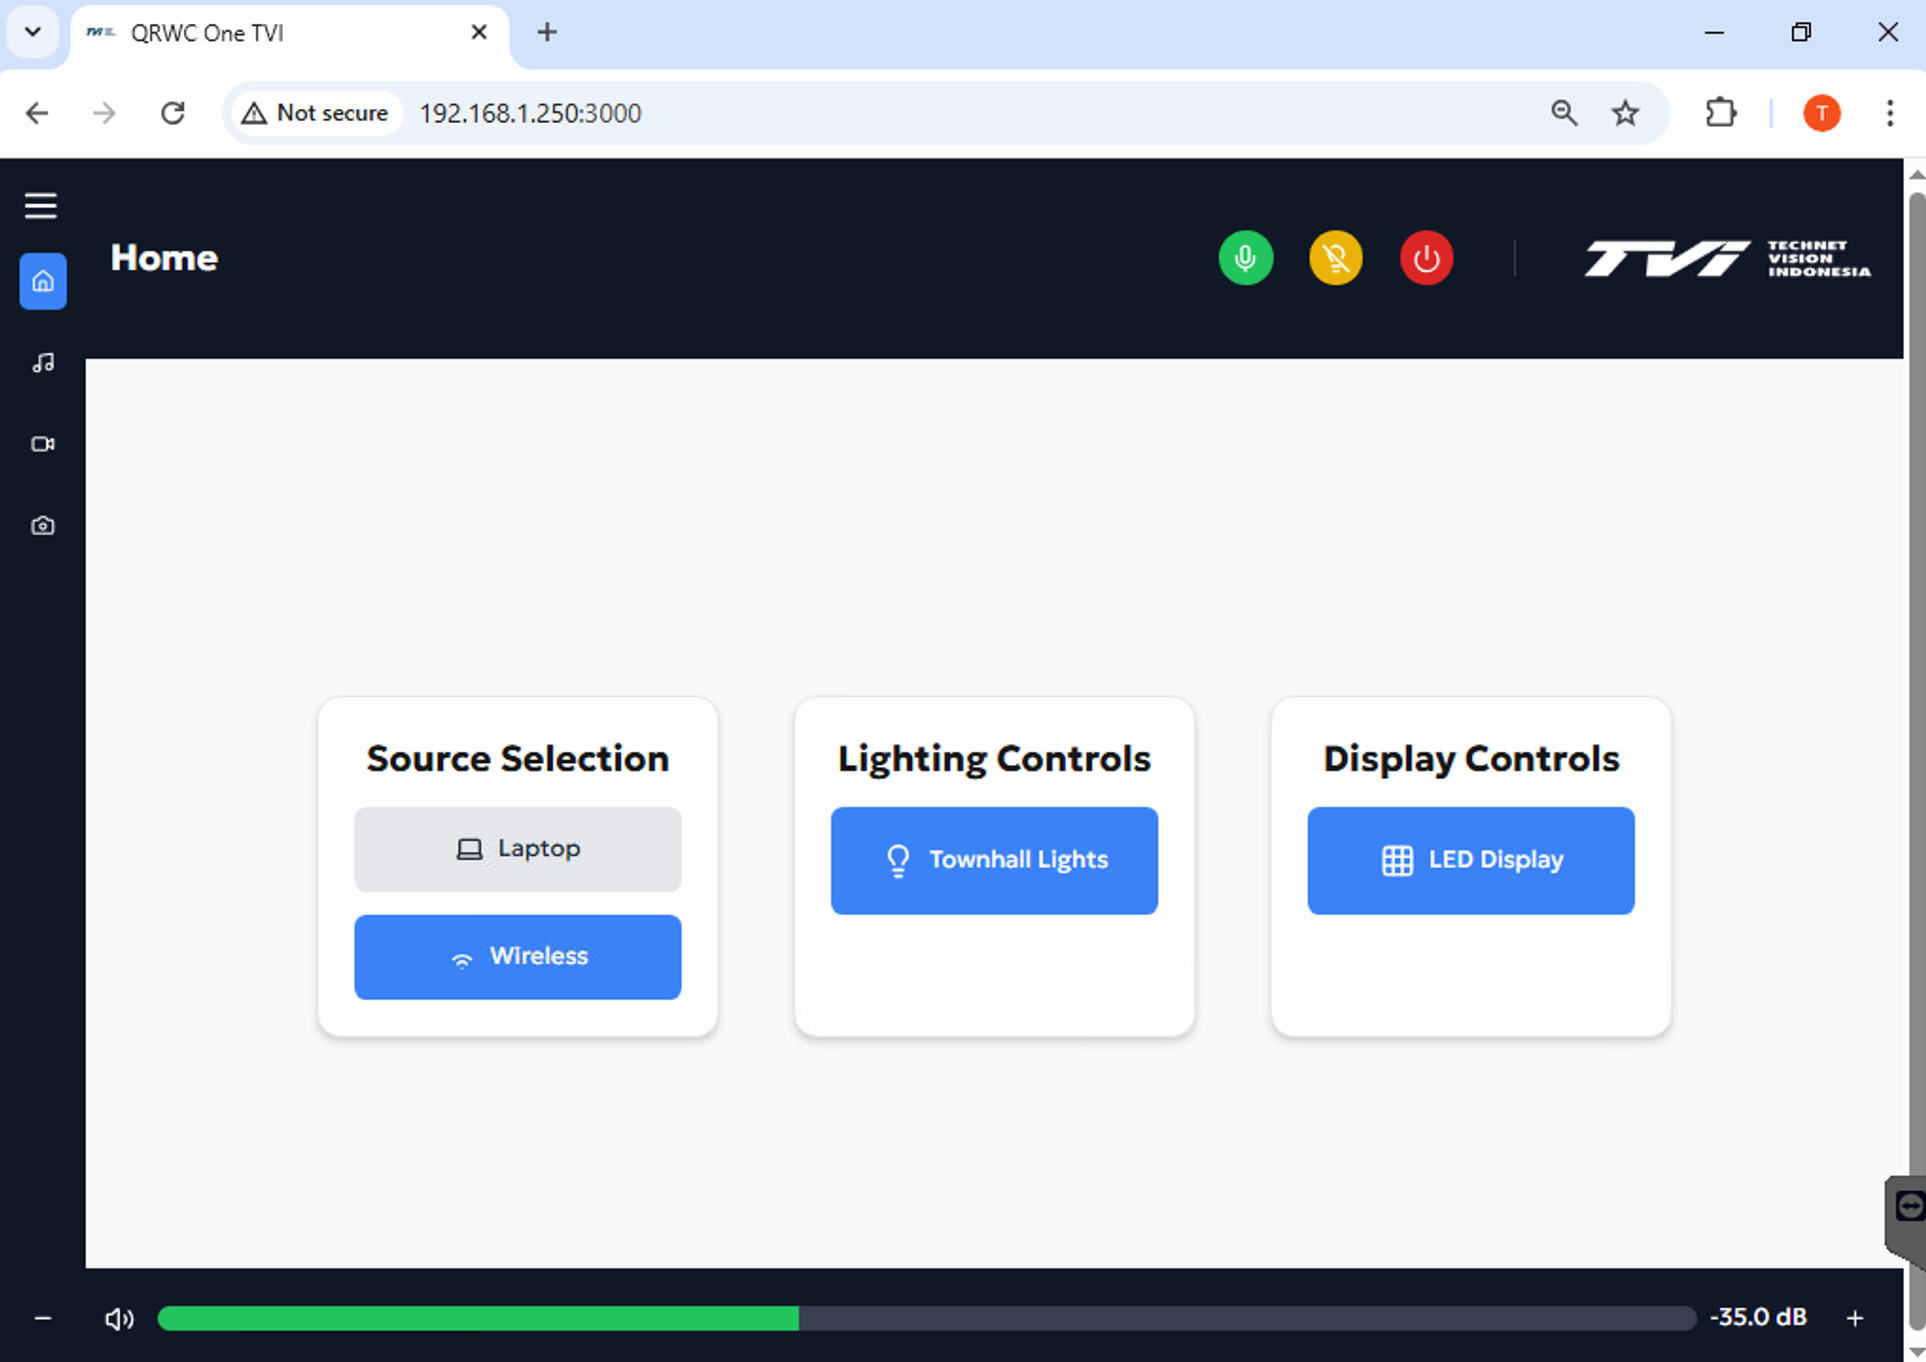 QRWC One TVI
Not secure
192.168.1.250:3000
T
Home
TVI
TECHNET
VISION
INDONESIA
Source Selection
Laptop
Wireless
Lighting Controls
Townhall Lights
Display Controls
LED Display
-35.0 dB